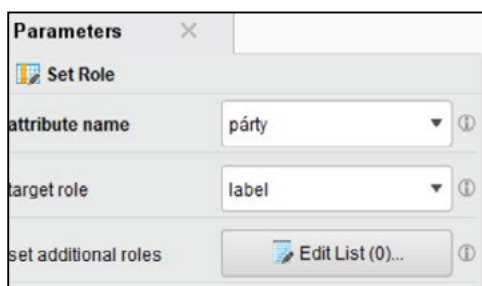 Parameters
Set Role
attribute name párty
target role label
set additional roles Edit List (0)...